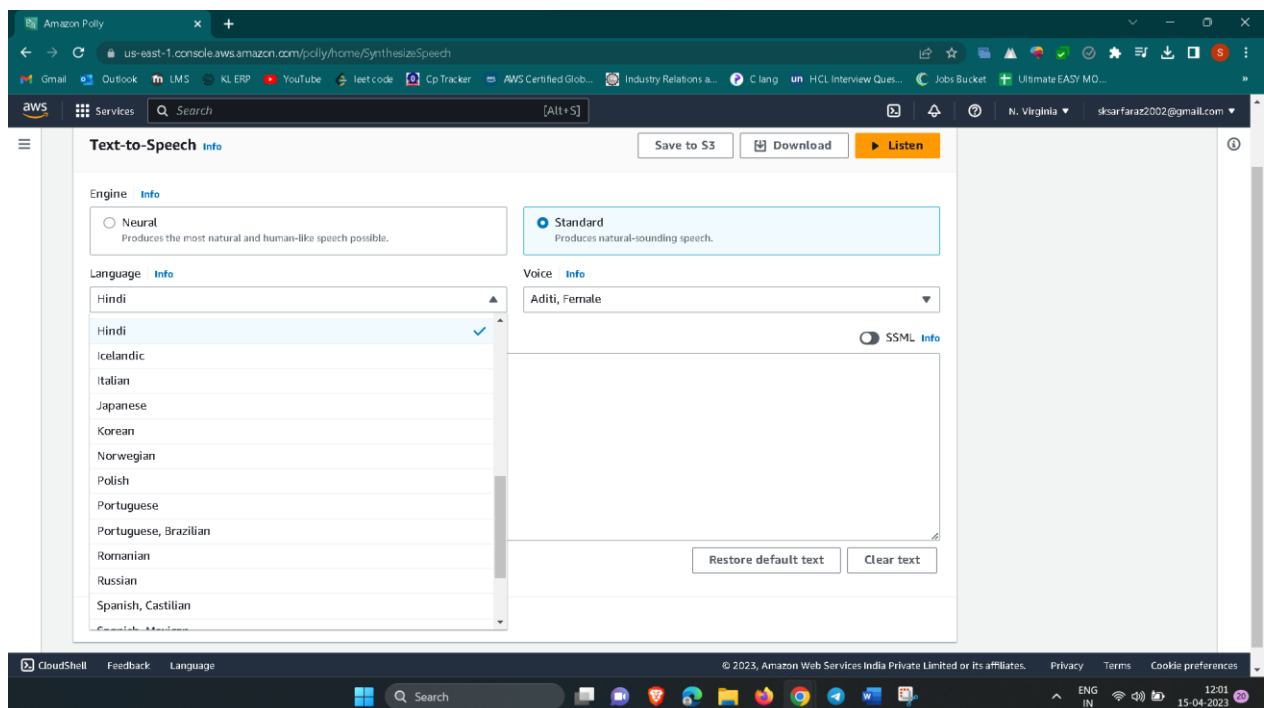 Amazon Polly
us-east-1.console.aws.amazon.com/polly/home/SynthesizeSpeech
Gmail Outlook LMS KL ERP YouTube leetcode Cp Tracker AWS Certified Glob... Industry Relations a... C lang un HCL Interview Ques... Jobs Bucket Ultimate EASY MO... »
aws Services Search [Alt+S] N. Virginia sksarfaraz2002@gmail.com
Text-to-Speech Info Save to S3 Download Listen
Engine Info
Neural
Produces the most natural and human-like speech possible.
Standard
Produces natural-sounding speech.
Language Info Voice Info
Hindi Aditi, Female
Hindi
SSML Info
Icelandic
Italian
Japanese
Korean
Norwegian
Polish
Portuguese
Portuguese, Brazilian
Romanian
Restore default text Clear text
Russian
Spanish, Castilian
Spanish, Mexican
CloudShell Feedback Language © 2023, Amazon Web Services India Private Limited or its affiliates. Privacy Terms Cookie preferences
Search ENG IN 12:01 15-04-2023 20